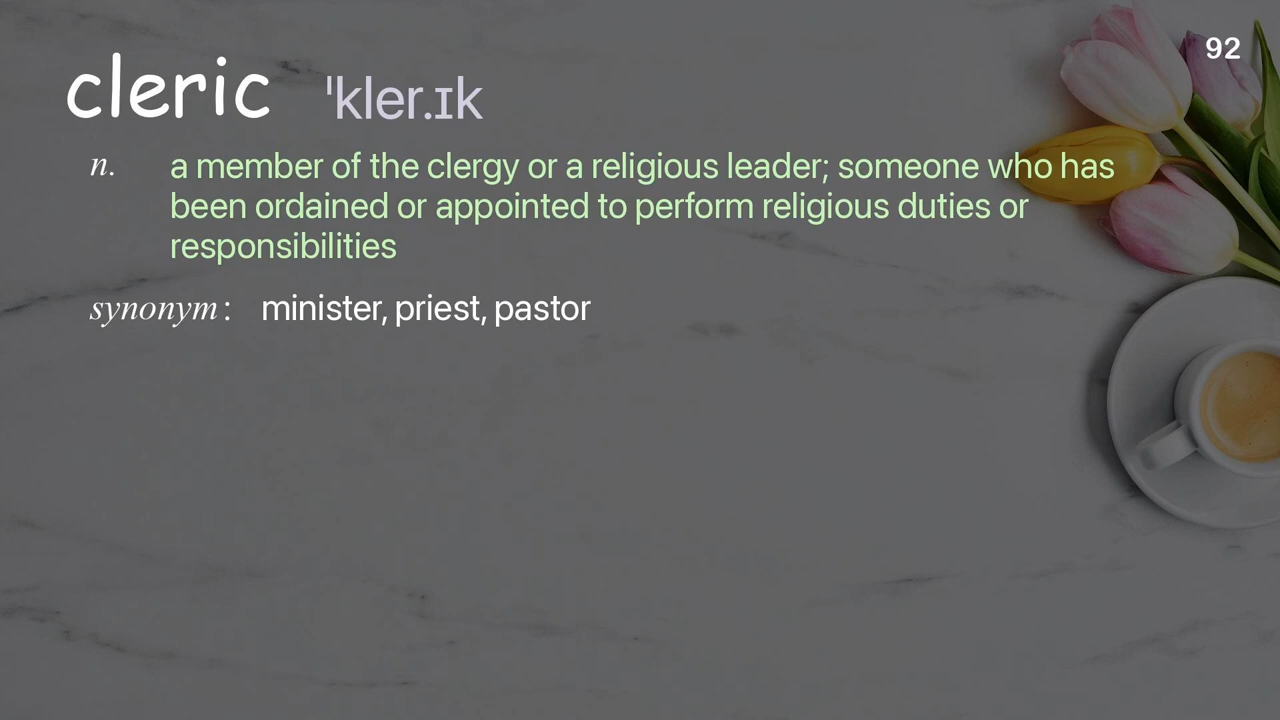 92
cleric ˈkler.ɪk
n. a member of the clergy or a religious leader; someone who has
been ordained or appointed to perform religious duties or
responsibilities
synonym: minister, priest, pastor